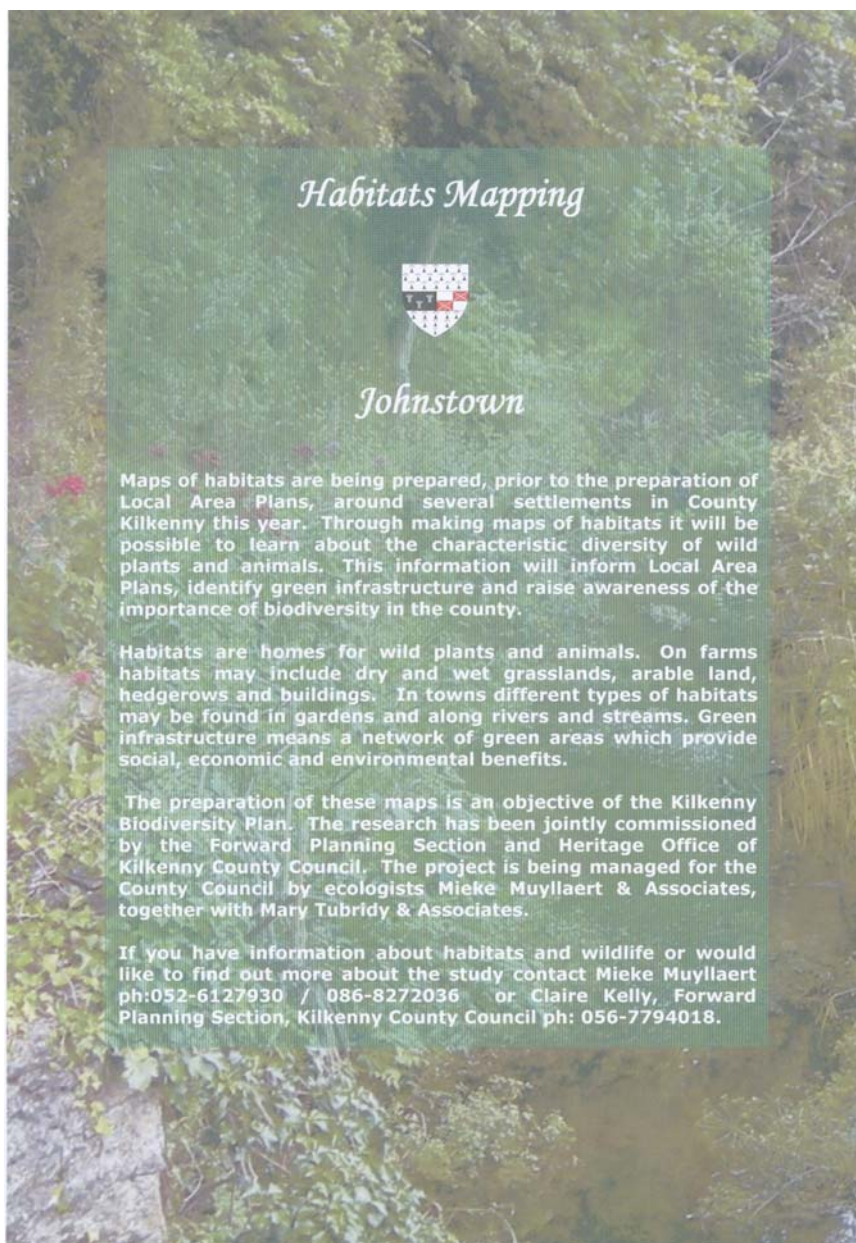 Habitats Mapping
Johnstown
Maps of habitats are being prepared, prior to the preparation of
Local Area Plans, around several settlements in County
Kilkenny this year. Through making maps of habitats it will be
possible to learn about the characteristic diversity of wild
plants and animals. This information will inform Local Area
Plans, identify green infrastructure and raise awareness of the
importance of biodiversity in the county.
Habitats are homes for wild plants and animals. On farms
habitats may include dry and wet grasslands, arable land,
hedgerows and buildings. In towns different types of habitats
may be found in gardens and along rivers and streams. Green
infrastructure means a network of green areas which provide
social, economic and environmental benefits.
The preparation of these maps is an objective of the Kilkenny
Biodiversity Plan. The research has been jointly commissioned
by the Forward Planning Section and Heritage Office of
Kilkenny County Council. The project is being managed for the
County Council by ecologists Mieke Muyllaert & Associates,
together with Mary Tubridy & Associates.
If you have information about habitats and wildlife or would
like to find out more about the study contact Mieke Muyllaert
ph:052-6127930 / 086-8272036 or Claire Kelly, Forward
Planning Section, Kilkenny County Council ph: 056-7794018.